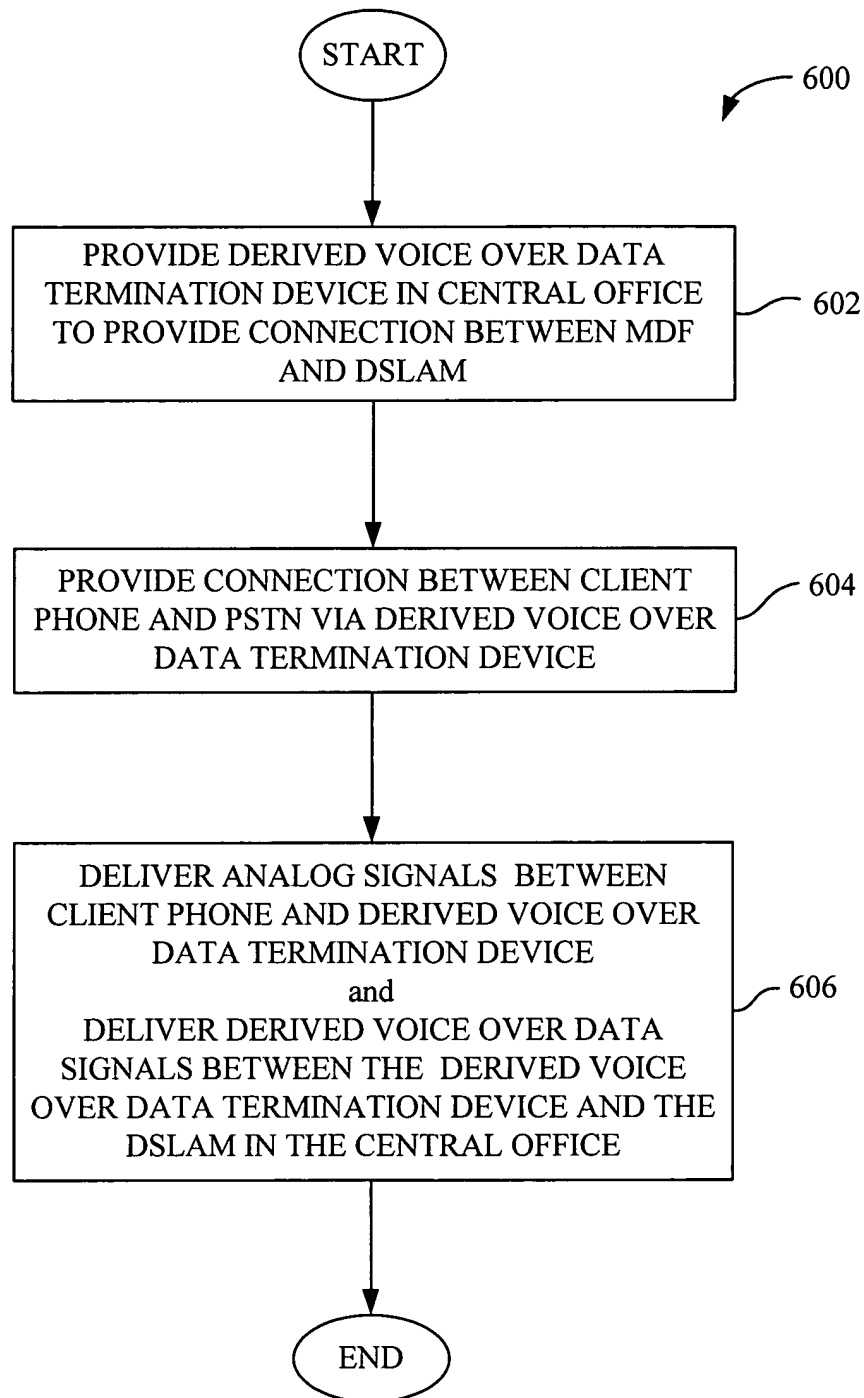 START
600
PROVIDE DERIVED VOICE OVER DATA
TERMINATION DEVICE IN CENTRAL OFFICE
TO PROVIDE CONNECTION BETWEEN MDF
AND DSLAM
602
PROVIDE CONNECTION BETWEEN CLIENT
PHONE AND PSTN VIA DERIVED VOICE OVER
DATA TERMINATION DEVICE
604
DELIVER ANALOG SIGNALS BETWEEN
CLIENT PHONE AND DERIVED VOICE OVER
DATA TERMINATION DEVICE
and
DELIVER DERIVED VOICE OVER DATA
SIGNALS BETWEEN THE DERIVED VOICE
OVER DATA TERMINATION DEVICE AND THE
DSLAM IN THE CENTRAL OFFICE
606
END